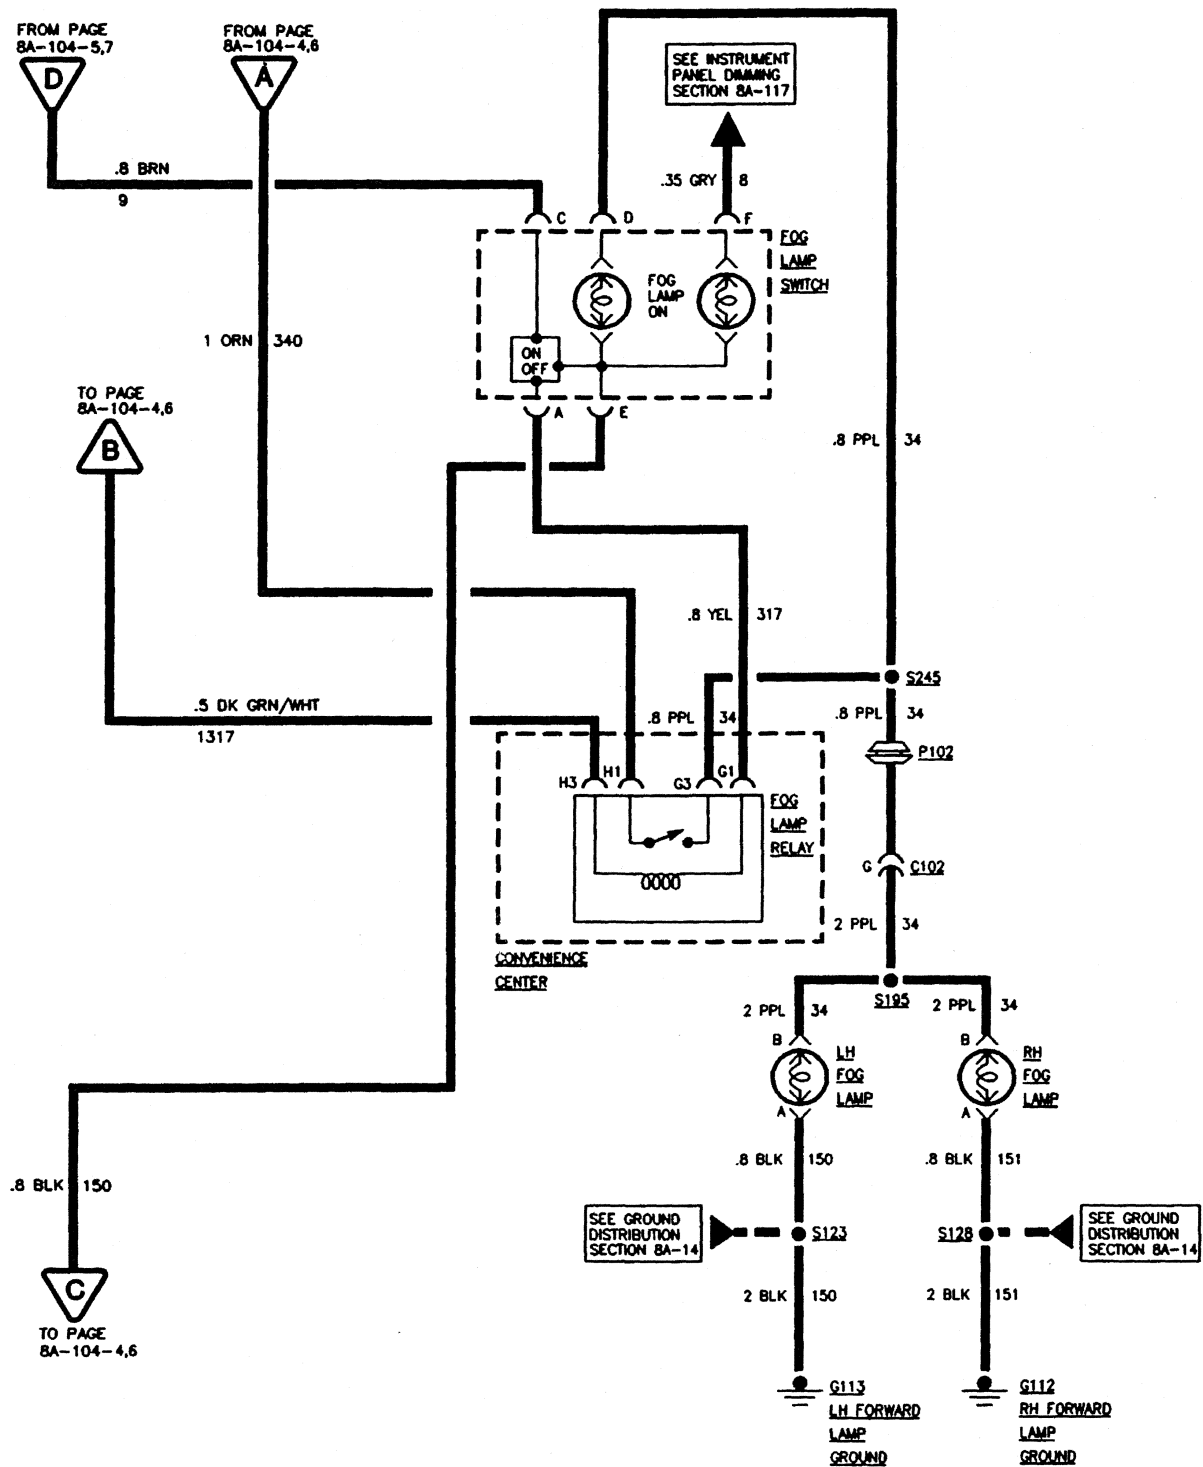 FROM PAGE
8A-104-5,7
D
FROM PAGE
8A-104-4,6
A
SEE INSTRUMENT
PANEL DIMMING
SECTION 8A-117
.8 BRN
9
.35 GRY
8
C
D
F
FOG
LAMP
SWITCH
FOG
LAMP
ON
1 ORN
340
ON
OFF
TO PAGE
8A-104-4,6
B
A
E
.8 PPL
34
.8 YEL
317
S245
.5 DK GRN/WHT
1317
.8 PPL
34
.8 PPL
34
P102
H3
H1
G3
G1
FOG
LAMP
RELAY
G
C102
2 PPL
34
CONVENIENCE
CENTER
S195
2 PPL
34
2 PPL
34
B
LH
FOG
LAMP
A
B
RH
FOG
LAMP
A
.8 BLK
150
.8 BLK
150
.8 BLK
151
SEE GROUND
DISTRIBUTION
SECTION 8A-14
S123
S128
SEE GROUND
DISTRIBUTION
SECTION 8A-14
C
TO PAGE
8A-104-4,6
2 BLK
150
2 BLK
151
G113
LH FORWARD
LAMP
GROUND
G112
RH FORWARD
LAMP
GROUND